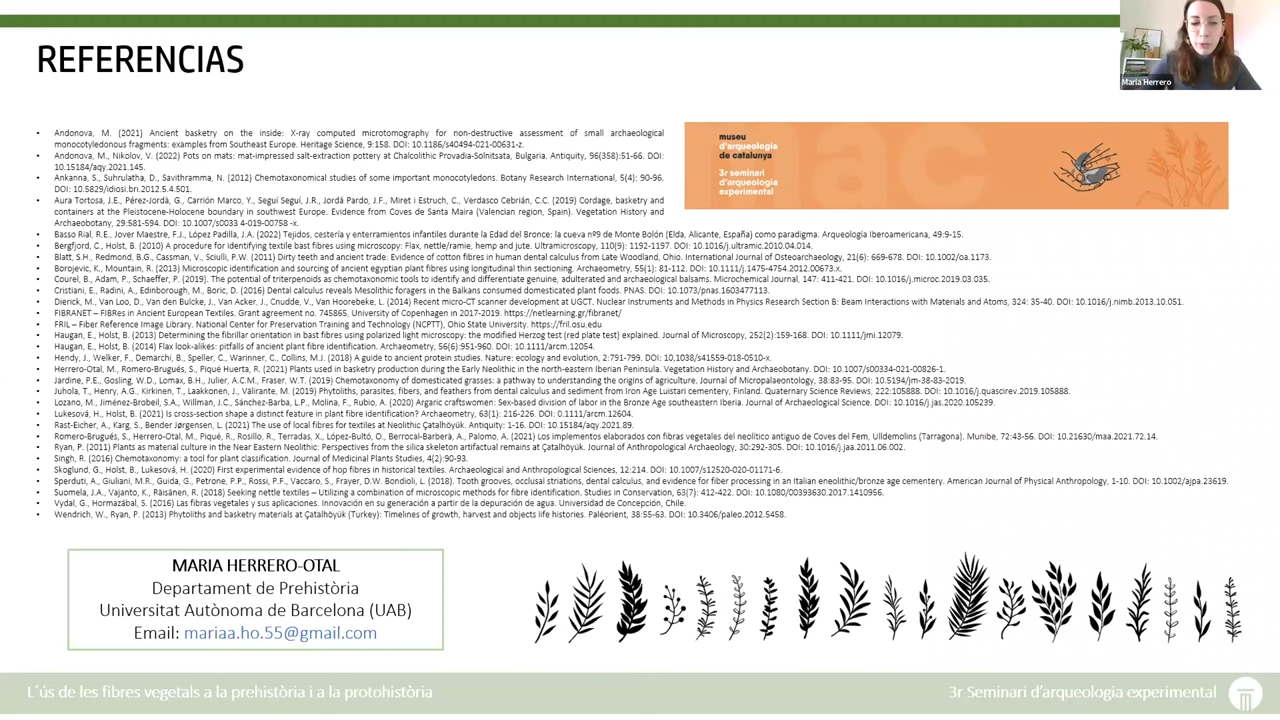 REFERENCIAS
Maria Herrero
• Andonova, M. (2021) Ancient basketry on the inside: X-ray computed microtomography for non-destructive assessment of small archaeological
monocotyledonous fragments: examples from Southeast Europe. Heritage Science, 9:158. DOI: 10.1186/s40494-021-00631-z.
• Andonova, M., Nikolov, V. (2022) Pots on mats: mat-impressed salt-extraction pottery at Chalcolithic Provadia-Solnitsata, Bulgaria. Antiquity, 96(358):51-66. DOI:
10.15184/aqy.2021.145.
• Ankanna, S., Suhrulatha, D., Savithramma, N. (2012) Chemotaxonomical studies of some important monocotyledons. Botany Research International, 5(4): 90-96.
DOI: 10.5829/idiosi.bri.2012.5.4.501.
• Aura Tortosa, J.E., Pérez-Jordà, G., Carrión Marco, Y., Seguí Seguí, J.R., Jordá Pardo, J.F., Miret i Estruch, C., Verdasco Cebrián, C.C. (2019) Cordage, basketry and
containers at the Pleistocene-Holocene boundary in southwest Europe. Evidence from Coves de Santa Maira (Valencian region, Spain). Vegetation History and
Archaeobotany, 29:581-594. DOI: 10.1007/s0033 4-019-00758 -x.
• Basso Rial, R.E., Jover Maestre, F.J., López Padilla, J.A. (2022) Tejidos, cestería y enterramientos infantiles durante la Edad del Bronce: la cueva nº9 de Monte Bolón (Elda, Alicante, España) como paradigma. Arqueología Iberoamericana, 49:9-15.
• Bergfjord, C., Holst, B. (2010) A procedure for identifying textile bast fibres using microscopy: Flax, nettle/ramie, hemp and jute. Ultramicroscopy, 110(9): 1192-1197. DOI: 10.1016/j.ultramic.2010.04.014.
• Blatt, S.H., Redmond, B.G., Cassman, V., Sciulli, P.W. (2011) Dirty teeth and ancient trade: Evidence of cotton fibres in human dental calculus from Late Woodland, Ohio. International Journal of Osteoarchaeology, 21(6): 669-678. DOI: 10.1002/oa.1173.
• Borojevic, K., Mountain, R. (2013) Microscopic identification and sourcing of ancient egyptian plant fibres using longitudinal thin sectioning. Archaeometry, 55(1): 81-112. DOI: 10.1111/j.1475-4754.2012.00673.x.
• Courel, B., Adam, P., Schaeffer, P. (2019). The potential of triterpenoids as chemotaxonomic tools to identify and differentiate genuine, adulterated and archaeological balsams. Microchemical Journal, 147: 411-421. DOI: 10.1016/j.microc.2019.03.035.
• Cristiani, E., Radini, A., Edinborough, M., Boric, D. (2016) Dental calculus reveals Mesolithic foragers in the Balkans consumed domesticated plant foods. PNAS. DOI: 10.1073/pnas.1603477113.
• Dierick, M., Van Loo, D., Van den Bulcke, J., Van Acker, J., Cnudde, V., Van Hoorebeke, L. (2014) Recent micro-CT scanner development at UGCT. Nuclear Instruments and Methods in Physics Research Section B: Beam Interactions with Materials and Atoms, 324: 35-40. DOI: 10.1016/j.nimb.2013.10.051.
• FIBRANET – FIBRes in Ancient European Textiles. Grant agreement no. 745865, University of Copenhagen in 2017-2019. https://netlearning.gr/fibranet/
• FRIL – Fiber Reference Image Library. National Center for Preservation Training and Technology (NCPTT), Ohio State University. https://fril.osu.edu
• Haugan, E., Holst, B. (2013) Determining the fibrillar orientation in bast fibres using polarized light microscopy: the modified Herzog test (red plate test) explained. Journal of Microscopy, 252(2):159-168. DOI: 10.1111/jmi.12079.
• Haugan, E., Holst, B. (2014) Flax look-alikes: pitfalls of ancient plant fibre identification. Archaeometry, 56(6):951-960. DOI: 10.1111/arcm.12054.
• Hendy, J., Welker, F., Demarchi, B., Speller, C., Warinner, C., Collins, M.J. (2018) A guide to ancient protein studies. Nature: ecology and evolution, 2:791-799. DOI: 10,1038/s41559-018-0510-x.
• Herrero-Otal, M., Romero-Brugués, S., Piqué Huerta, R. (2021) Plants used in basketry production during the Early Neolithic in the north-eastern Iberian Peninsula. Vegetation History and Archaeobotany. DOI: 10.1007/s00334-021-00826-1.
• Jardine, P.E., Gosling, W.D., Lomax, B.H., Julier, A.C.M., Fraser, W.T. (2019) Chemotaxonomy of domesticated grasses: a pathway to understanding the origins of agriculture. Journal of Micropalaentology, 38:83-95. DOI: 10.5194/jm-38-83-2019.
• Juhola, T., Henry, A.G., Kirkinen, T., Laakkonen, J., Väliranta, M. (2019) Phytoliths, parasites, fibers, and feathers from dental calculus and sediment from Iron Age Luistari cementery, Finland. Quaternary Science Reviews, 222:105888. DOI: 10.1016/j.quascirev.2019.105888.
• Lozano, M., Jiménez-Brobeil, S.A., Willman, J.C., Sánchez-Barba, L.P., Molina, F., Rubio, A. (2020) Argaric craftswomen: Sex-based division of labor in the Bronze Age southeastern Iberia. Journal of Archaeological Science. DOI: 10.1016/j.jas.2020.105239.
• Lukesová, H., Holst, B. (2021) Is cross-section shape a distinct feature in plant fibre identification? Archaeometry, 63(1): 216-226. DOI: 0.1111/arcm.12604.
• Rast-Eicher, A., Karg, S., Bender Jørgensen, L. (2021) The use of local fibres for textiles at Neolithic Çatalhöyük. Antiquity: 1-16. DOI: 10.15184/aqy.2021.89.
• Romero-Brugués, S., Herrero-Otal, M., Piqué, R., Rosillo, R., Terradas, X., López-Bultó, O., Berrocal-Barberà, A., Palomo, A. (2021) Los implementos elaborados con fibras vegetales del neolítico antiguo de Coves del Fem, Ulldemolins (Tarragona). Munibe, 72:43-56. DOI: 10.21630/maa.2021.72.14.
• Ryan, P. (2011) Plants as material culture in the Near Eastern Neolithic: Perspectives from the silica skeleton artifactual remains at Çatalhöyük. Journal of Anthropological Archaeology, 30:292-305. DOI: 10.1016/j.jaa.2011.06.002.
• Singh, R. (2016) Chemotaxonomy: a tool for plant classification. Journal of Medicinal Plants Studies, 4(2):90-93.
• Skoglund, G., Holst, B., Lukesová, H. (2020) First experimental evidence of hop fibres in historical textiles. Archaeological and Anthropological Sciences, 12:214. DOI: 10.1007/s12520-020-01171-6.
• Sperduti, A., Giuliani, M.R., Guida, G., Petrone, P.P., Rossi, P.F., Vaccaro, S., Frayer, D.W. Bondioli, L. (2018). Tooth grooves, occlusal striations, dental calculus, and evidence for fiber processing in an Italian eneolithic/bronze age cemetery. American Journal of Physical Anthropology, 1-10. DOI: 10.1002/ajpa.23619.
• Suomela, J.A., Vajanto, K., Räisänen, R. (2018) Seeking nettle textiles – Utilizing a combination of microscopic methods for fibre identification. Studies in Conservation, 63(7): 412-422. DOI: 10.1080/00393630.2017.1410956.
• Vydal, G., Hormazábal, S. (2016) Las fibras vegetales y sus aplicaciones. Innovación en su generación a partir de la depuración de agua. Universidad de Concepción, Chile.
• Wendrich, W., Ryan, P. (2013) Phytoliths and basketry materials at Çatalhöyük (Turkey): Timelines of growth, harvest and objects life histories. Paléorient, 38:55-63. DOI: 10.3406/paleo.2012.5458.
mac
museu
d'arqueologia
de catalunya
3r seminari
d'arqueologia
experimental
MARIA HERRERO-OTAL
Departament de Prehistòria
Universitat Autònoma de Barcelona (UAB)
Email: mariaa.ho.55@gmail.com
L´ús de les fibres vegetals a la prehistòria i a la protohistòria
3r Seminari d'arqueologia experimental